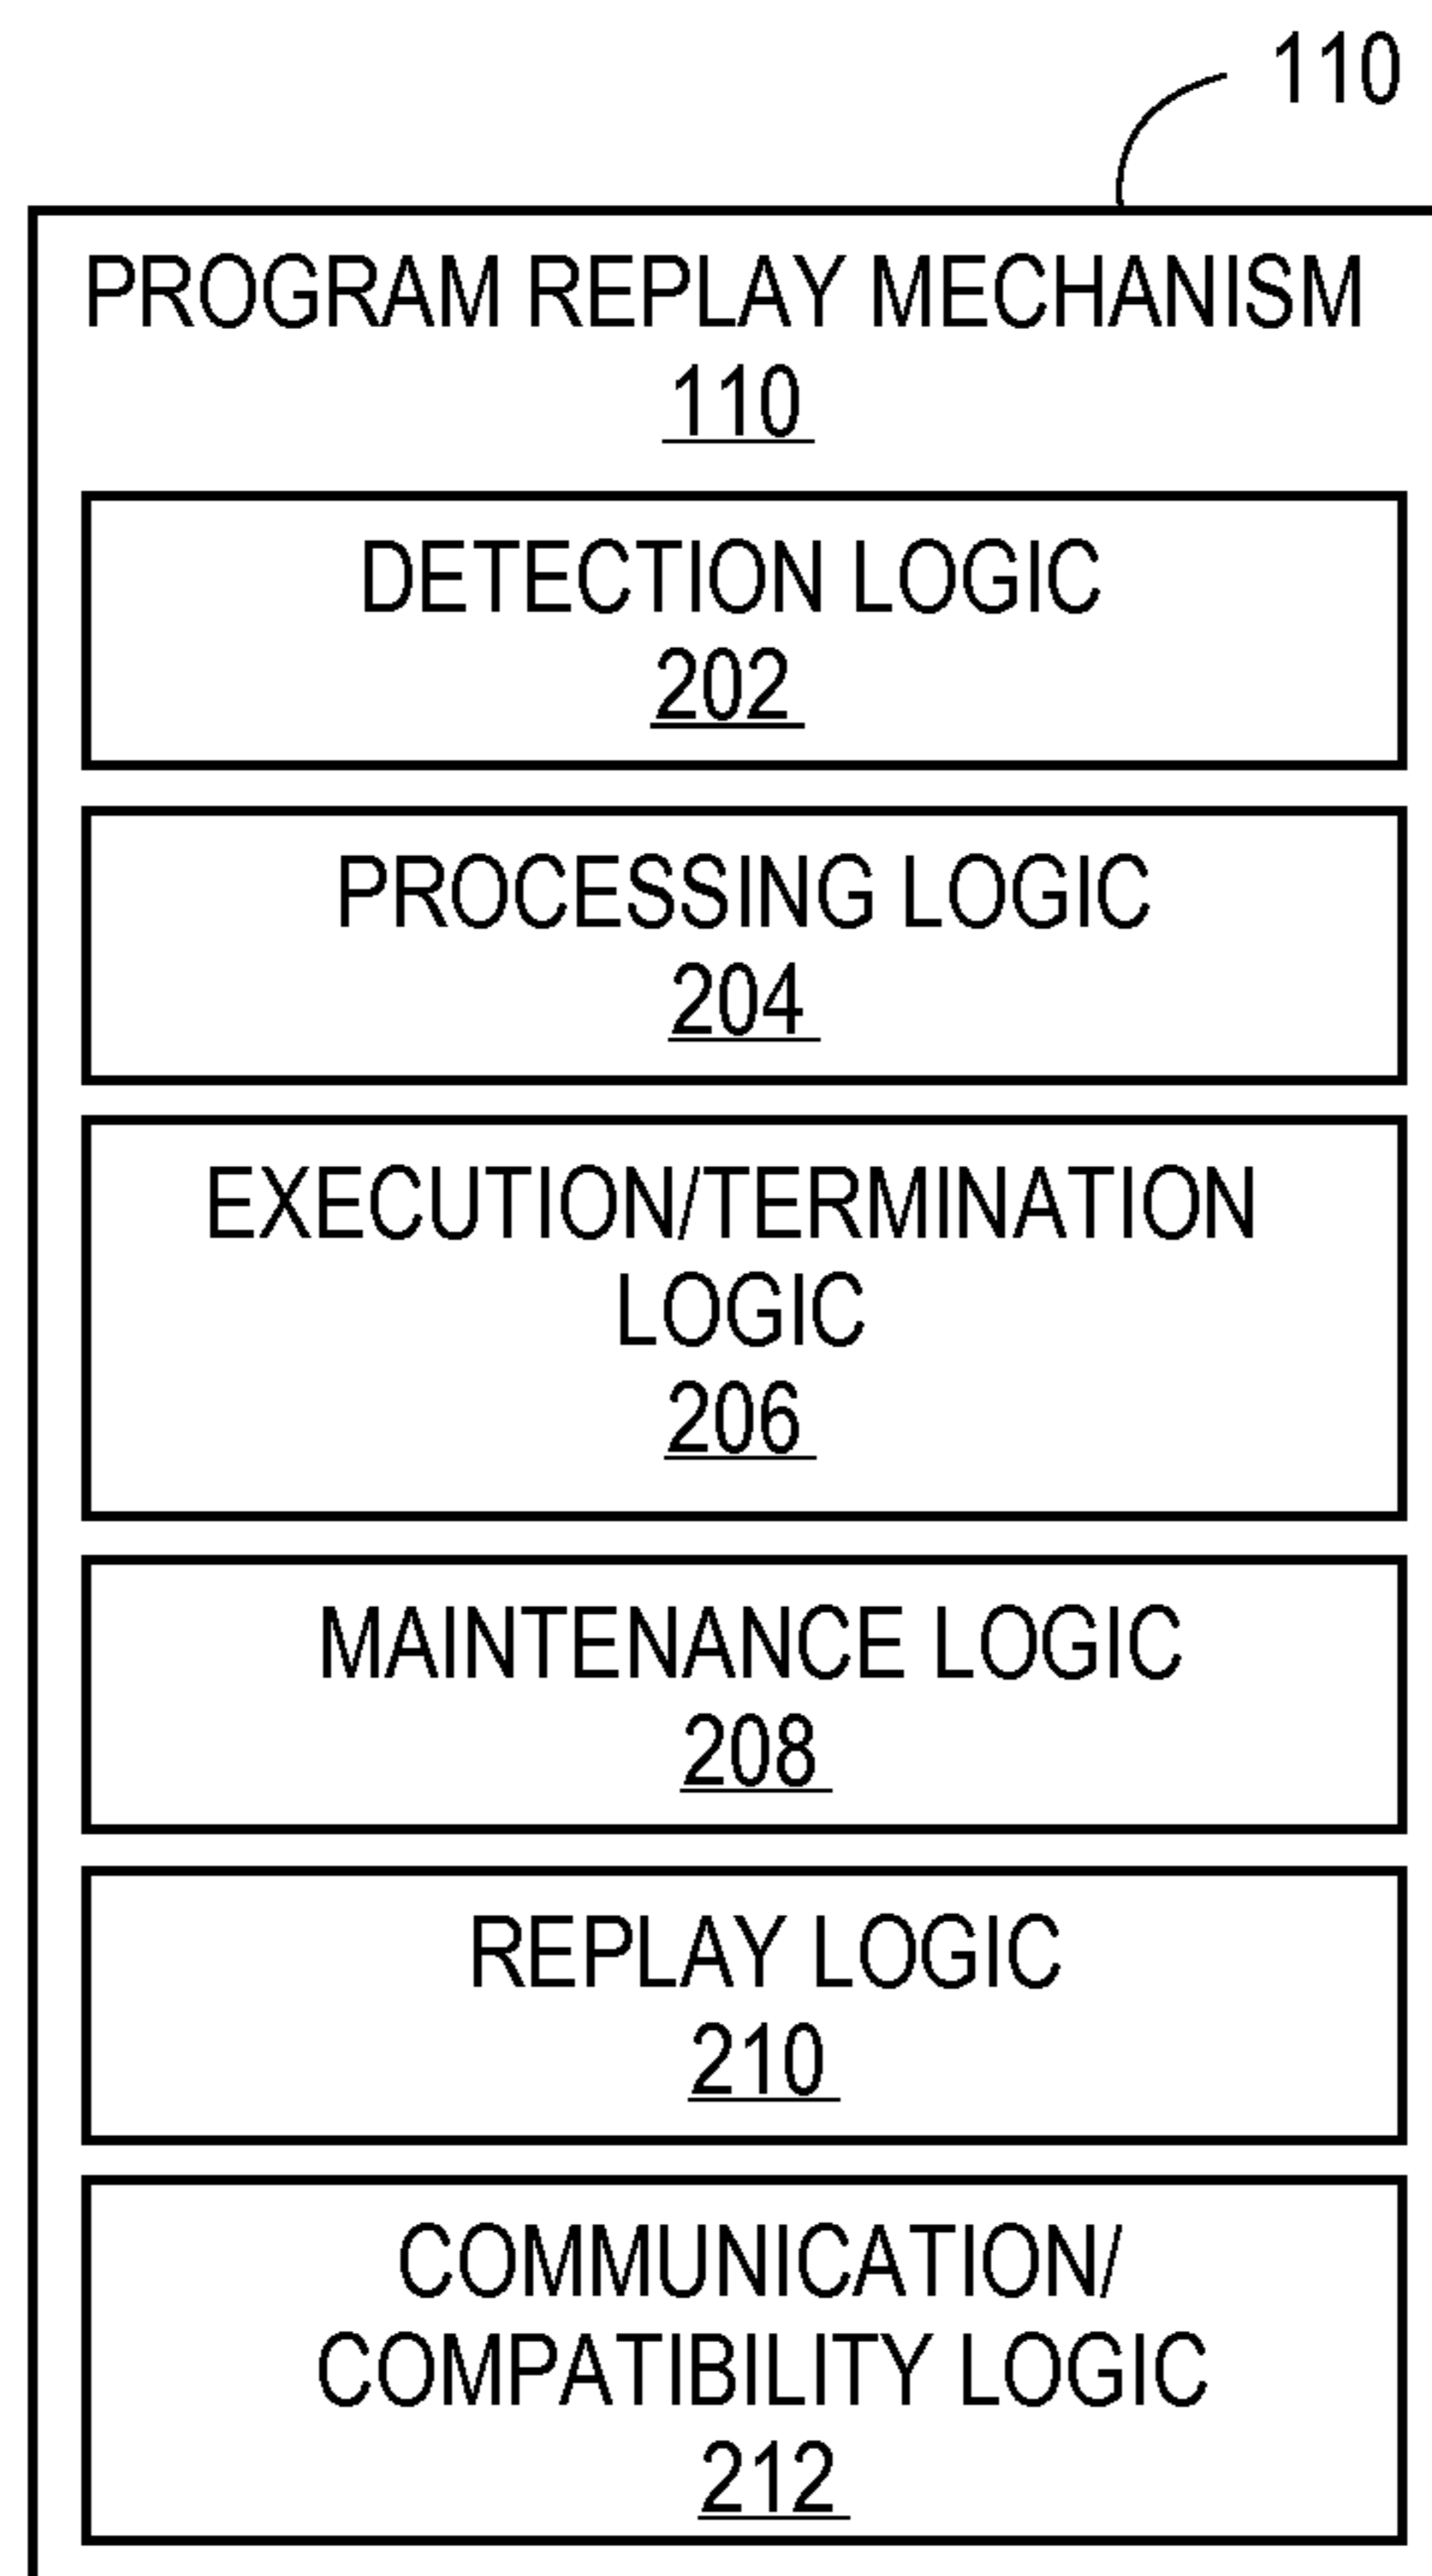 110
PROGRAM REPLAY MECHANISM
110
DETECTION LOGIC
202
PROCESSING LOGIC
204
EXECUTION/TERMINATION
LOGIC
206
MAINTENANCE LOGIC
208
REPLAY LOGIC
210
COMMUNICATION/
COMPATIBILITY LOGIC
212